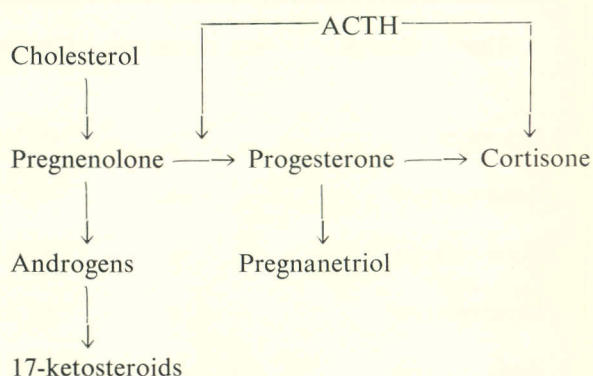 ACTH
Cholesterol
Pregnenolone Progesterone Cortisone
Androgens Pregnanetriol
17-ketosteroids